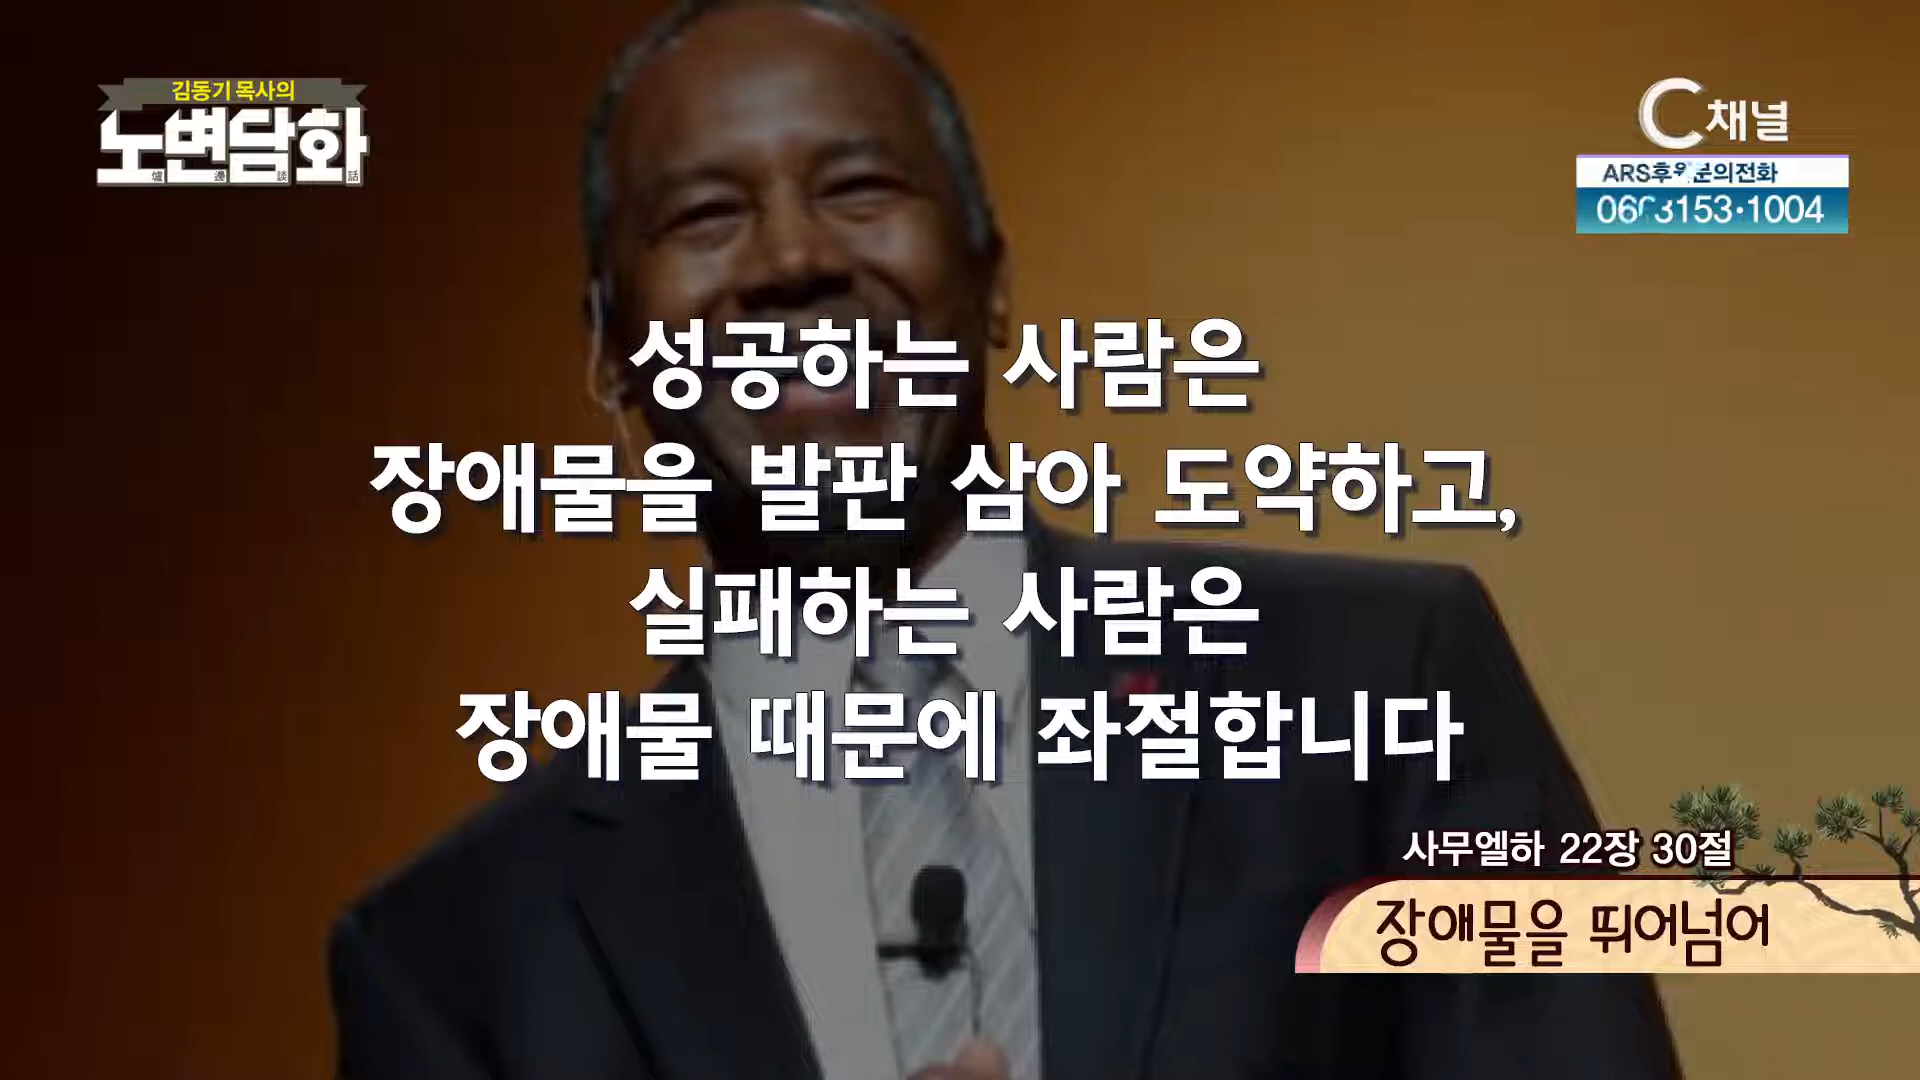 김동기 목사의
노변담화
爐邊談話
C채널
ARS후원문의전화
성공하는 사람은
장애물을 발판 삼아 도약하고,
실패하는 사람은
장애물 때문에 좌절합니다
사무엘하 22장 30절
장애물을 뛰어넘어